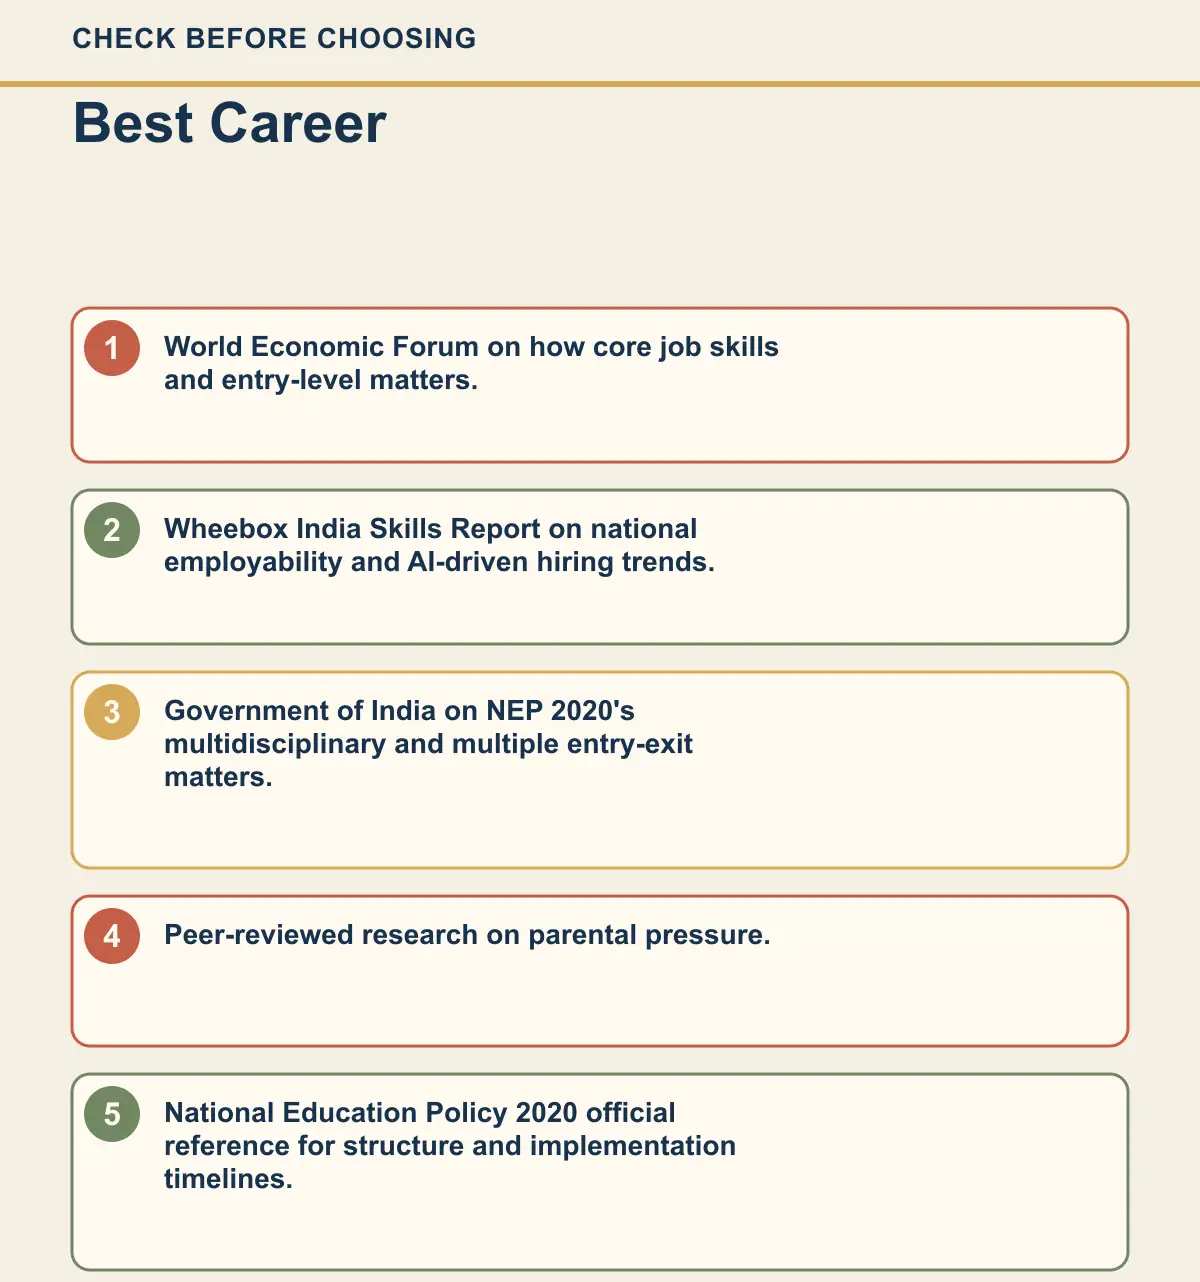 CHECK BEFORE CHOOSING
Best Career
1
World Economic Forum on how core job skills
and entry-level matters.
2
Wheebox India Skills Report on national
employability and AI-driven hiring trends.
3
Government of India on NEP 2020's
multidisciplinary and multiple entry-exit
matters.
4
Peer-reviewed research on parental pressure.
5
National Education Policy 2020 official
reference for structure and implementation
timelines.